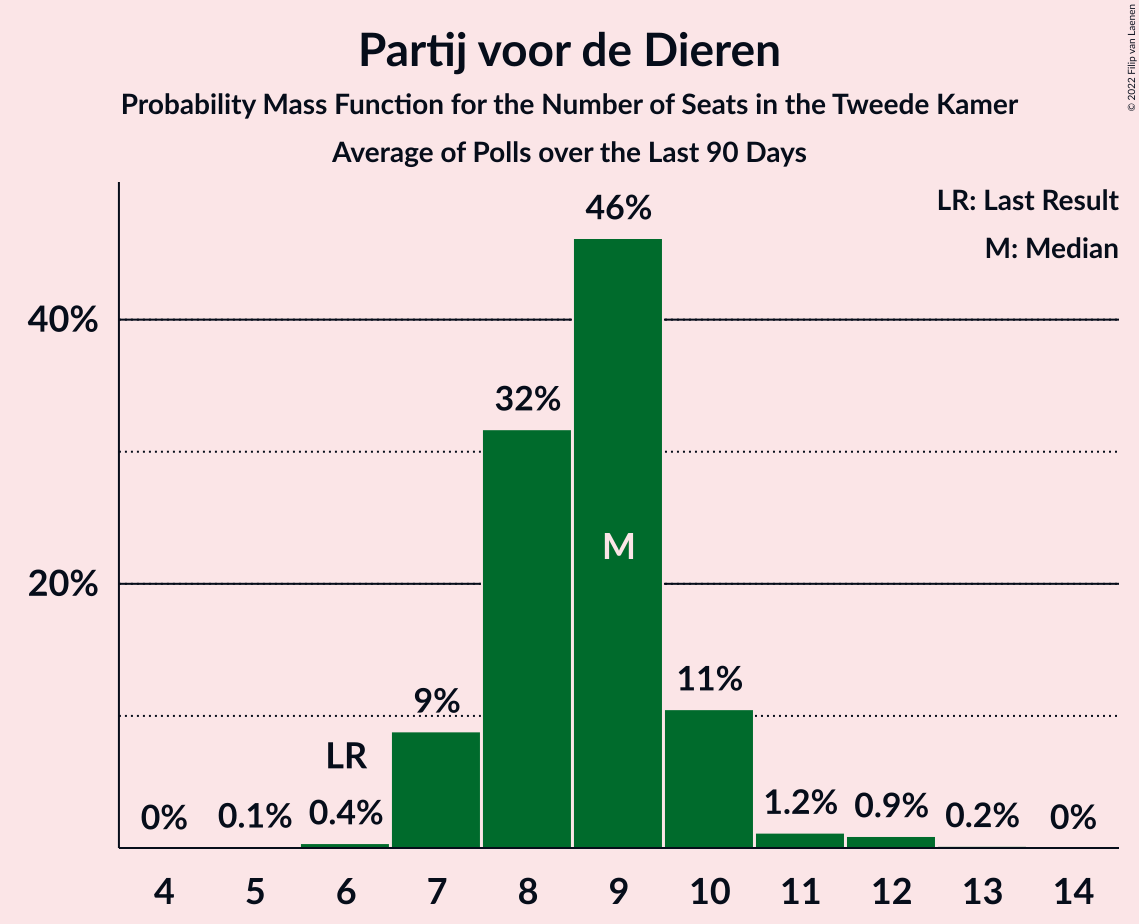 Partij voor de Dieren
Probability Mass Function for the Number of Seats in the Tweede Kamer
Average of Polls over the Last 90 Days
© 2022 Filip van Laenen
LR: Last Result
M: Median
46%
40%
32%
M
20%
11%
9%
LR
0%
0.1%
0.4%
1.2%
0.9%
0.2%
0%
4 5 6 7 8 9 10 11 12 13 14